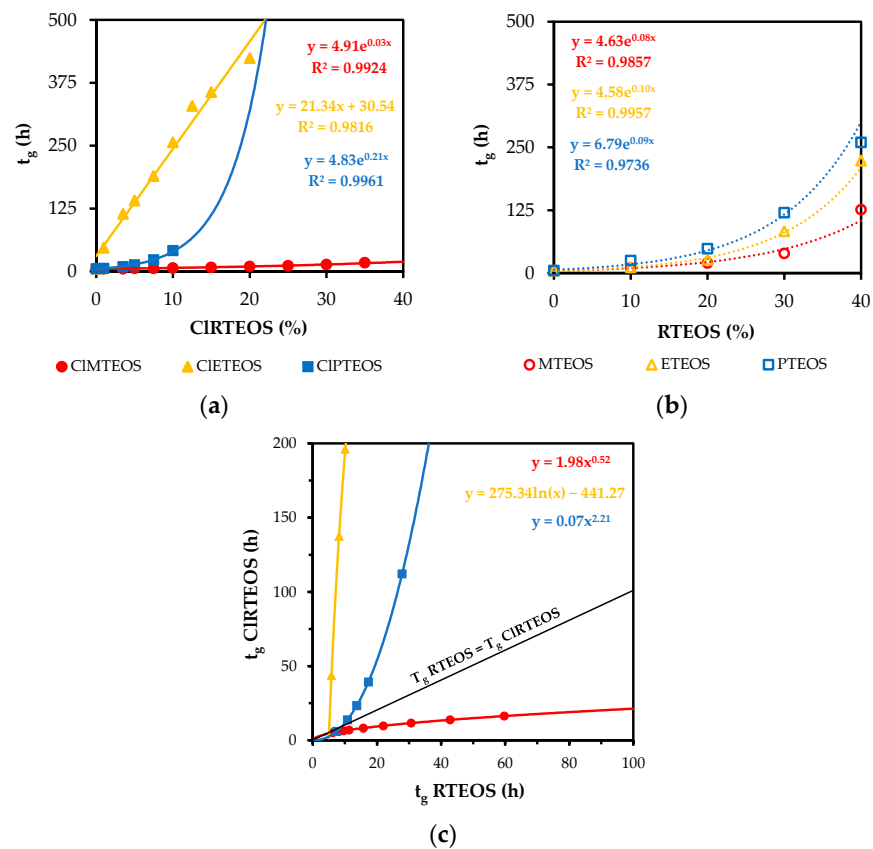 500
375
250
125
0
0
10
20
30
40
t_g (h)
ClRTEOS (%)
y = 4.91e^0.03x
R² = 0.9924
y = 21.34x + 30.54
R² = 0.9816
y = 4.83e^0.21x
R² = 0.9961
ClMTEOS ClETEOS ClPTEOS
(a)
500
375
250
125
0
0
10
20
30
40
t_g (h)
RTEOS (%)
y = 4.63e^0.08x
R² = 0.9857
y = 4.58e^0.10x
R² = 0.9957
y = 6.79e^0.09x
R² = 0.9736
MTEOS ETEOS PTEOS
(b)
200
150
100
50
0
0
20
40
60
80
100
t_g ClRTEOS (h)
t_g RTEOS (h)
y = 1.98x^0.52
y = 275.34ln(x) – 441.27
y = 0.07x^2.21
T_g RTEOS = T_g ClRTEOS
(c)